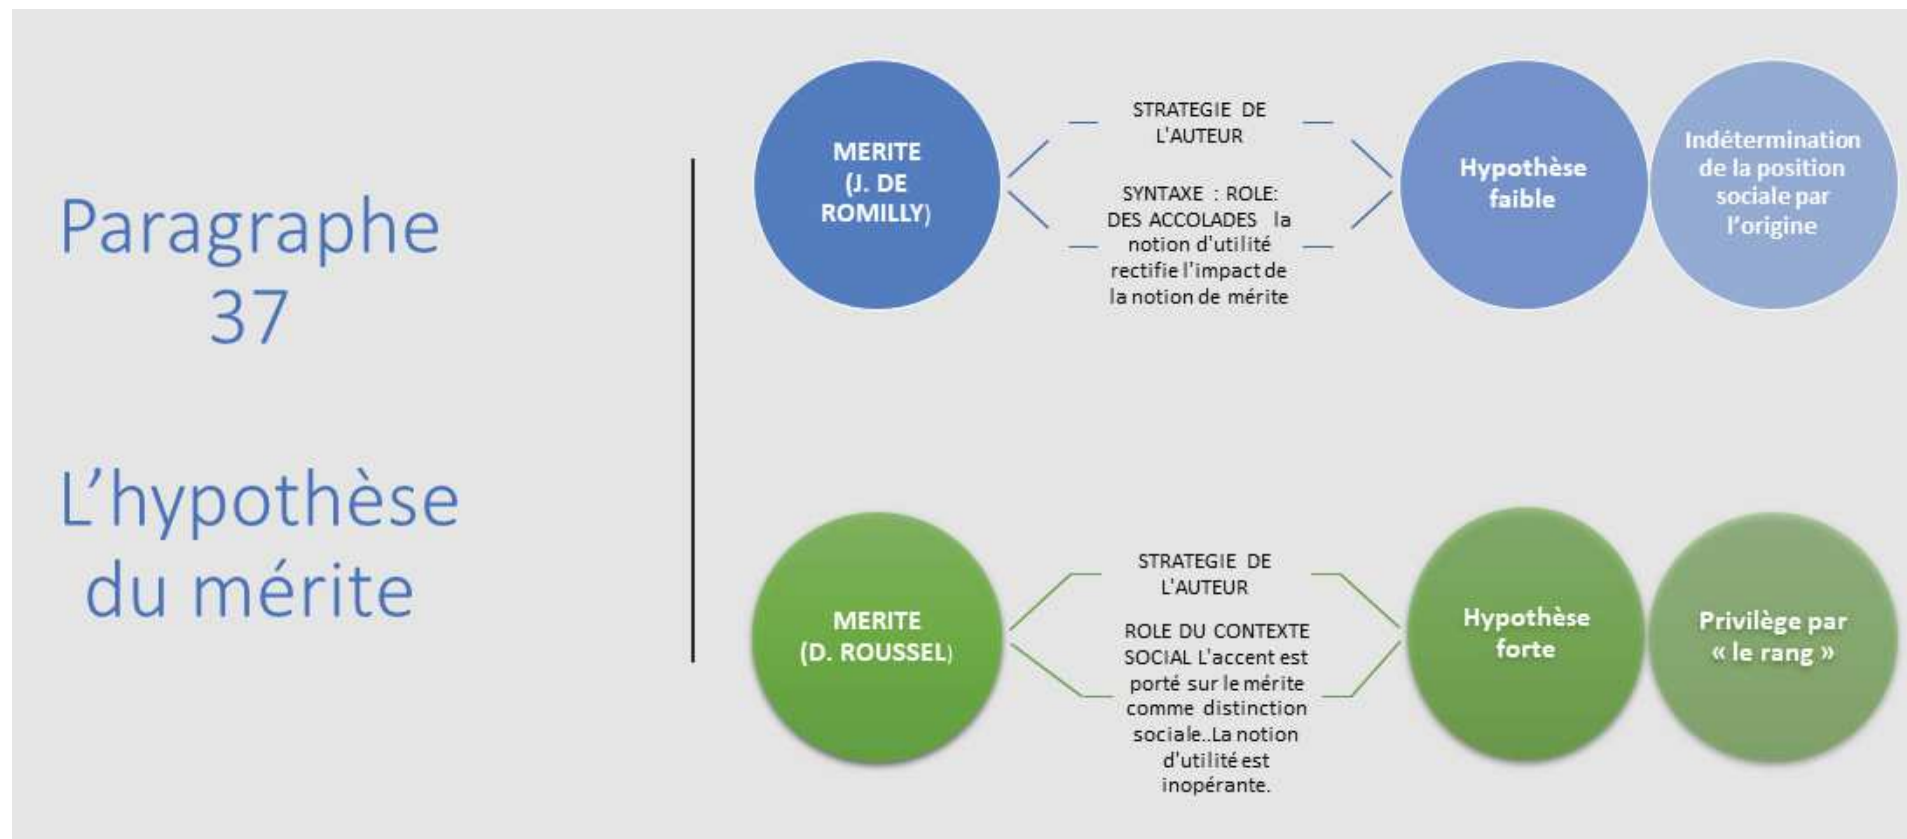 Paragraphe
37
L’hypothèse
du mérite
MERITE
(J. DE
ROMILLY)
STRATEGIE DE
L'AUTEUR
SYNTAXE : ROLE:
DES ACCOLADES la
notion d'utilité
rectifie l'impact de
la notion de mérite
Hypothèse
faible
Indétermination
de la position
sociale par
l’origine
MERITE
(D. ROUSSEL)
STRATEGIE DE
L'AUTEUR
ROLE DU CONTEXTE
SOCIAL L'accent est
porté sur le mérite
comme distinction
sociale..La notion
d'utilité est
inopérante.
Hypothèse
forte
Privilège par
« le rang »